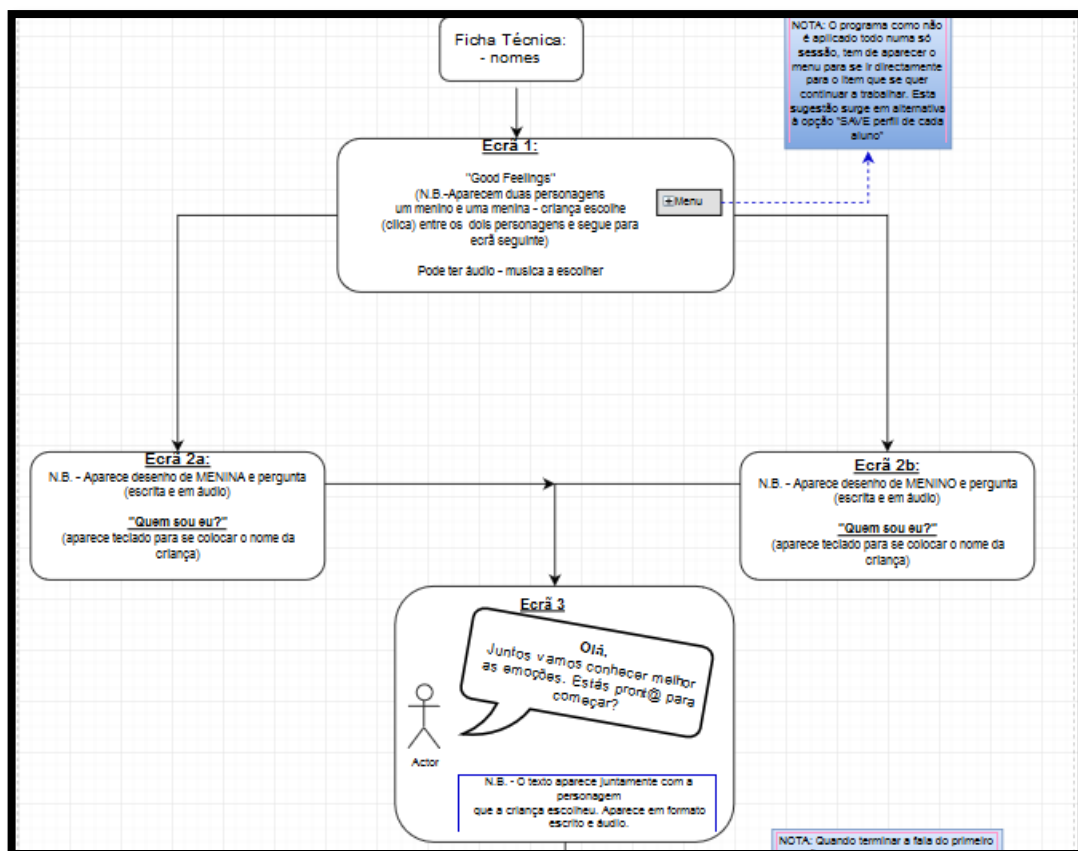 Ficha Técnica:
- nomes
NOTA: O programa como não
é aplicado todo numa só
sessão, tem de aparecer o
menu para se ir directamente
para o item que se quer
continuar a trabalhar. Esta
sugestão surge em alternativa
à opção "SAVE perfil de cada
aluno"
Ecrã 1:
"Good Feelings"
(N.B.-Aparecem duas personagens
um menino e uma menina - criança escolhe
(clica) entre os dois personagens e segue para
ecrã seguinte)
Menu
Pode ter áudio - musica a escolher
Ecrã 2a:
N.B. - Aparece desenho de MENINA e pergunta
(escrita e em áudio)
"Quem sou eu?"
(aparece teclado para se colocar o nome da
criança)
Ecrã 2b:
N.B. - Aparece desenho de MENINO e pergunta
(escrita e em áudio)
"Quem sou eu?"
(aparece teclado para se colocar o nome da
criança)
Ecrã 3
Olá,
Juntos vamos conhecer melhor
as emoções. Estás pront@ para
começar?
Actor
N.B. - O texto aparece juntamente com a
personagem
que a criança escolheu. Aparece em formato
escrito e áudio.
NOTA: Quando terminar a fala do primeiro